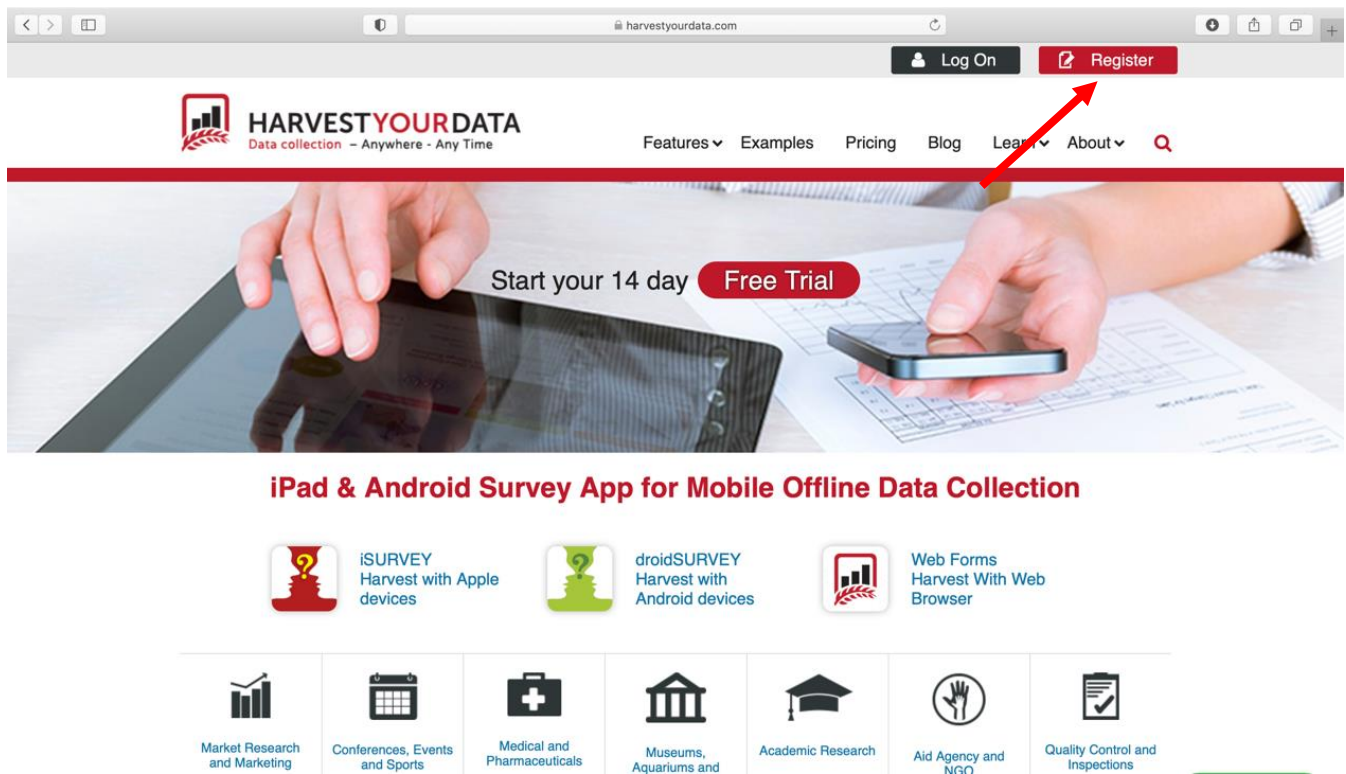 harvestyourdata.com
Log On
Register
HARVESTYOURDATA
Data collection – Anywhere - Any Time
Features
Examples
Pricing
Blog
Learn
About
Start your 14 day Free Trial
iPad & Android Survey App for Mobile Offline Data Collection
iSURVEY
Harvest with Apple
devices
droidSURVEY
Harvest with
Android devices
Web Forms
Harvest With Web
Browser
Market Research
and Marketing
Conferences, Events
and Sports
Medical and
Pharmaceuticals
Museums,
Aquariums and
Academic Research
Aid Agency and
NGO
Quality Control and
Inspections